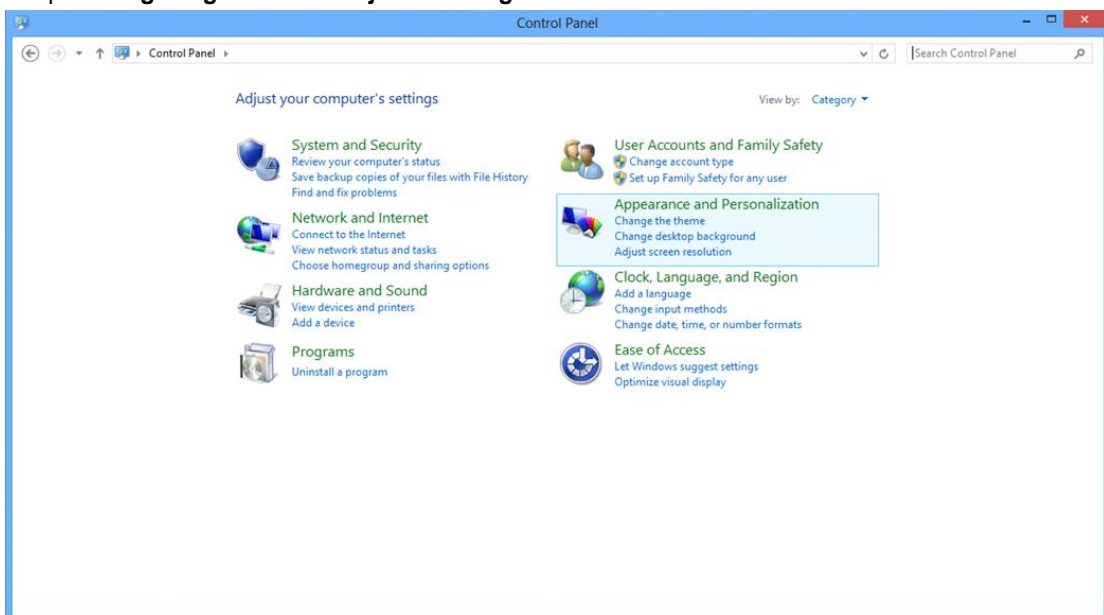 Control Panel
Control Panel
Search Control Panel
Adjust your computer's settings
View by: Category
System and Security
Review your computer's status
Save backup copies of your files with File History
Find and fix problems
Network and Internet
Connect to the Internet
View network status and tasks
Choose homegroup and sharing options
Hardware and Sound
View devices and printers
Add a device
Programs
Uninstall a program
User Accounts and Family Safety
Change account type
Set up Family Safety for any user
Appearance and Personalization
Change the theme
Change desktop background
Adjust screen resolution
Clock, Language, and Region
Add a language
Change input methods
Change date, time, or number formats
Ease of Access
Let Windows suggest settings
Optimize visual display